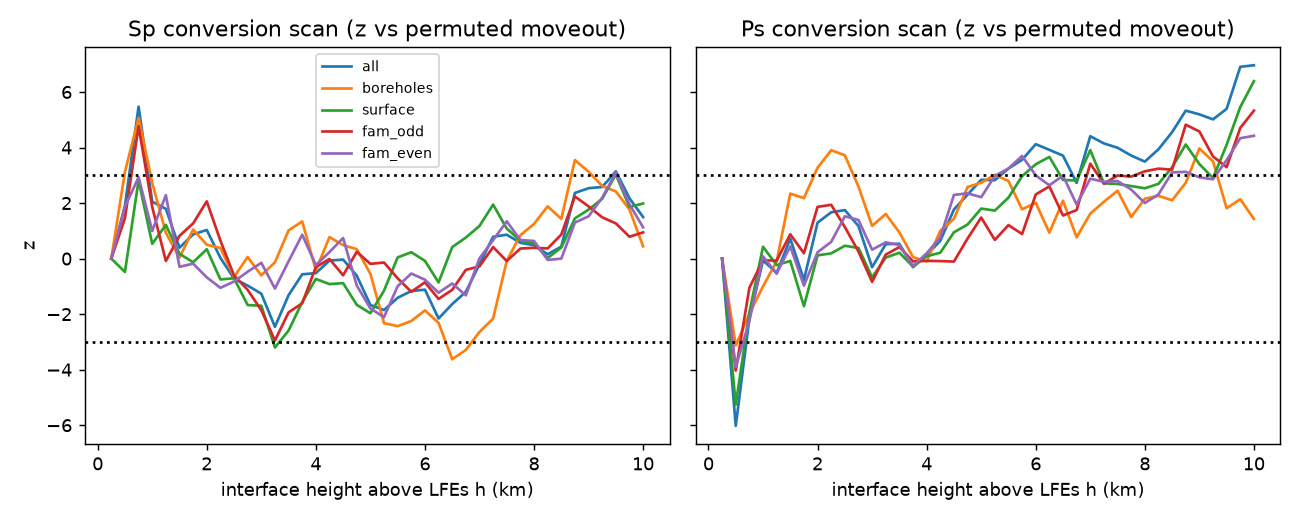 Sp conversion scan (z vs permuted moveout)
Ps conversion scan (z vs permuted moveout)
all
boreholes
surface
fam_odd
fam_even
z
6
4
2
0
−2
−4
−6
0 2 4 6 8 10
0 2 4 6 8 10
interface height above LFEs h (km)
interface height above LFEs h (km)